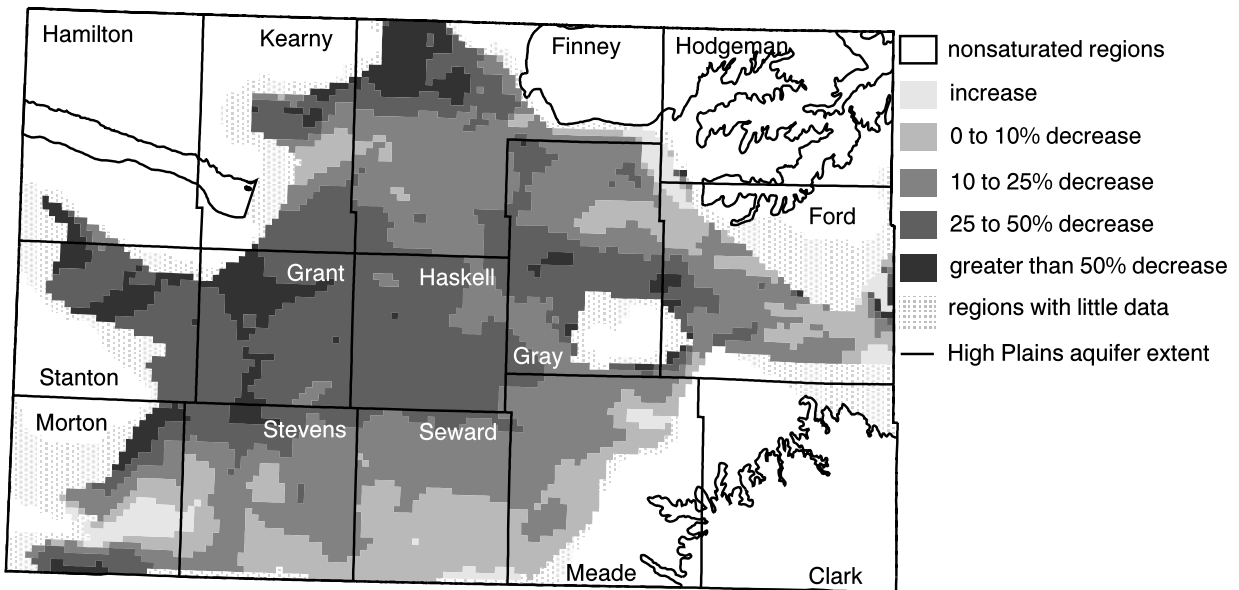 Hamilton
Kearny
Finney
Hodgeman
Ford
Grant
Haskell
Gray
Stanton
Morton
Stevens
Seward
Meade
Clark
nonsaturated regions
increase
0 to 10% decrease
10 to 25% decrease
25 to 50% decrease
greater than 50% decrease
regions with little data
High Plains aquifer extent